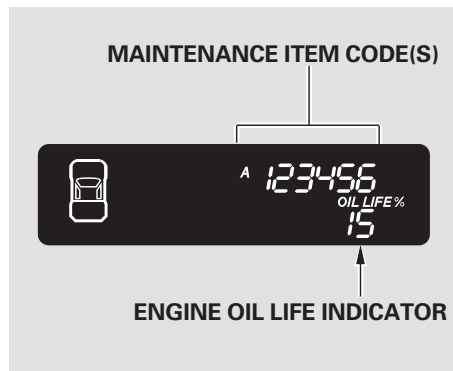 MAINTENANCE ITEM CODE(S)
A 123456
OIL LIFE %
15
ENGINE OIL LIFE INDICATOR